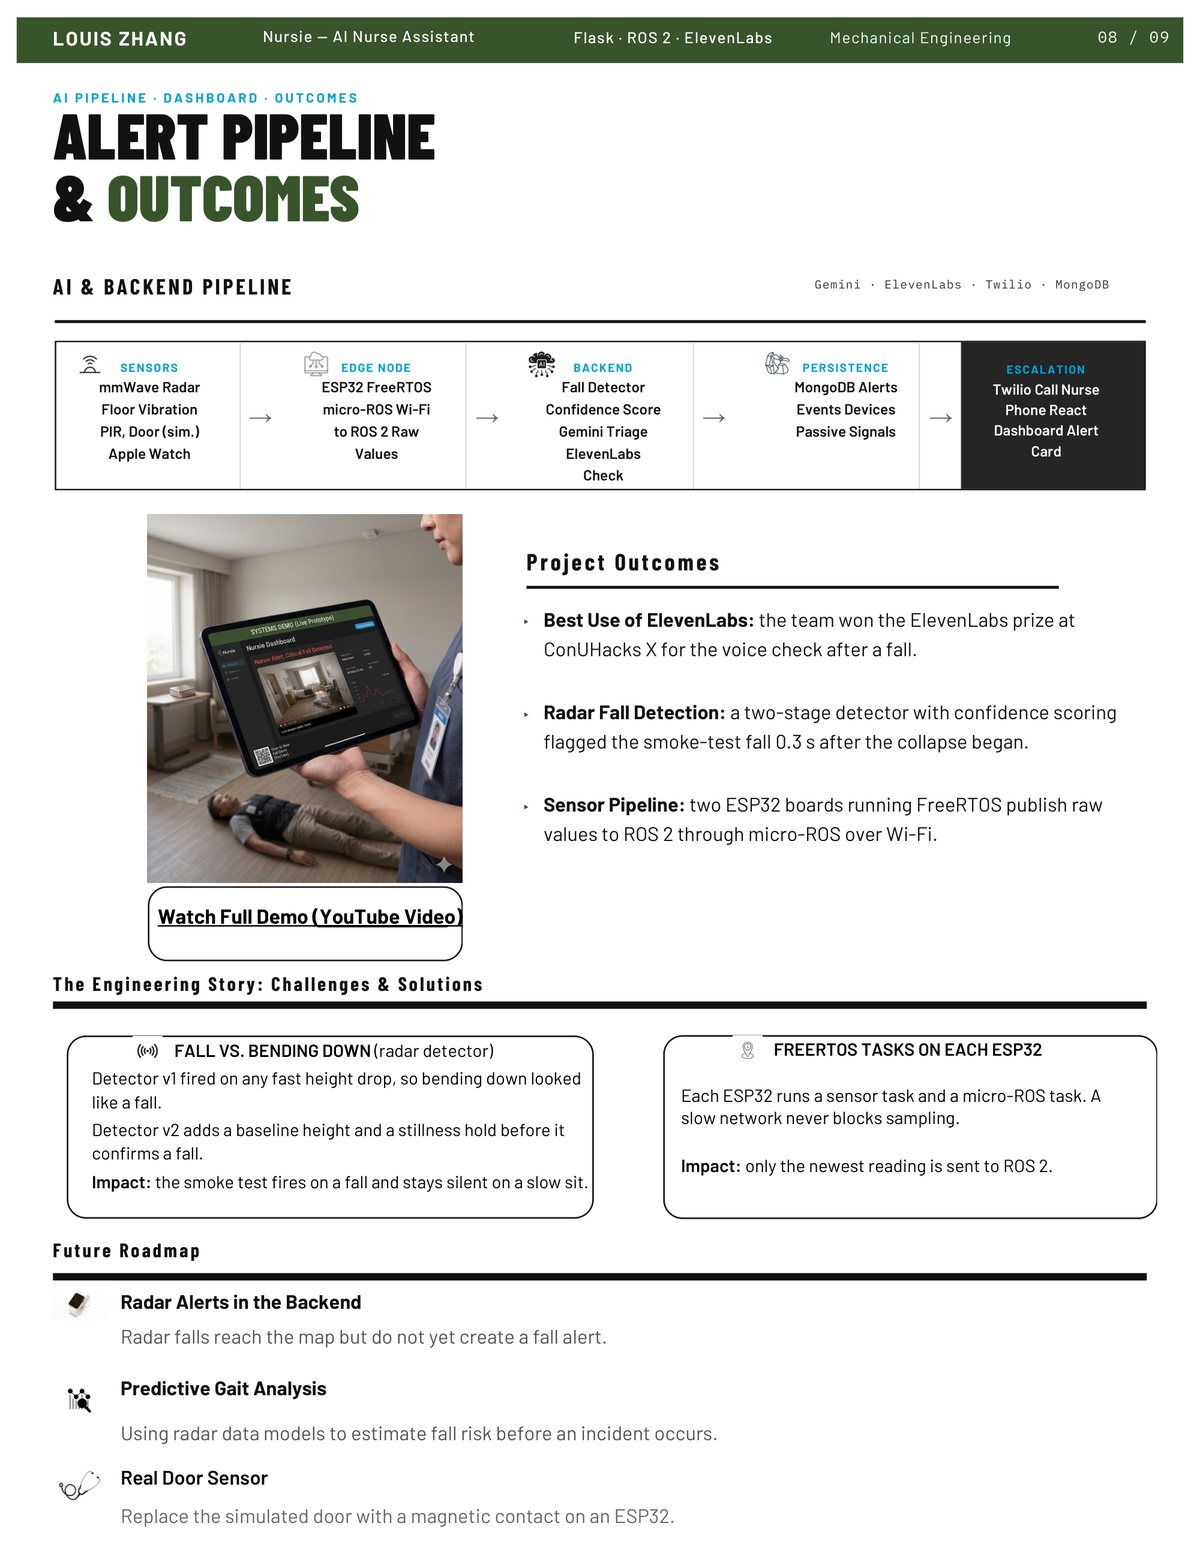 LOUIS ZHANG
Nursie — AI Nurse Assistant
Flask · ROS 2 · ElevenLabs
Mechanical Engineering
08 / 09
AI PIPELINE · DASHBOARD · OUTCOMES
ALERT PIPELINE
& OUTCOMES
AI & BACKEND PIPELINE
Gemini · ElevenLabs · Twilio · MongoDB
SENSORS
mmWave Radar
Floor Vibration
PIR, Door (sim.)
Apple Watch
→
EDGE NODE
ESP32 FreeRTOS
micro-ROS Wi-Fi
to ROS 2 Raw
Values
→
AI
BACKEND
Fall Detector
Confidence Score
Gemini Triage
ElevenLabs
Check
→
PERSISTENCE
MongoDB Alerts
Events Devices
Passive Signals
→
ESCALATION
Twilio Call Nurse
Phone React
Dashboard Alert
Card
SYSTEMS DEMO (Live Prototype)
Nursie
Nursie Dashboard
Nursie Alert: Critical Fall Detected
Watch Full Demo (YouTube Video)
Project Outcomes
▸ Best Use of ElevenLabs: the team won the ElevenLabs prize at
ConUHacks X for the voice check after a fall.
▸ Radar Fall Detection: a two-stage detector with confidence scoring
flagged the smoke-test fall 0.3 s after the collapse began.
▸ Sensor Pipeline: two ESP32 boards running FreeRTOS publish raw
values to ROS 2 through micro-ROS over Wi-Fi.
The Engineering Story: Challenges & Solutions
FALL VS. BENDING DOWN (radar detector)
Detector v1 fired on any fast height drop, so bending down looked
like a fall.
Detector v2 adds a baseline height and a stillness hold before it
confirms a fall.
Impact: the smoke test fires on a fall and stays silent on a slow sit.
FREERTOS TASKS ON EACH ESP32
Each ESP32 runs a sensor task and a micro-ROS task. A
slow network never blocks sampling.
Impact: only the newest reading is sent to ROS 2.
Future Roadmap
Radar Alerts in the Backend
Radar falls reach the map but do not yet create a fall alert.
Predictive Gait Analysis
Using radar data models to estimate fall risk before an incident occurs.
Real Door Sensor
Replace the simulated door with a magnetic contact on an ESP32.